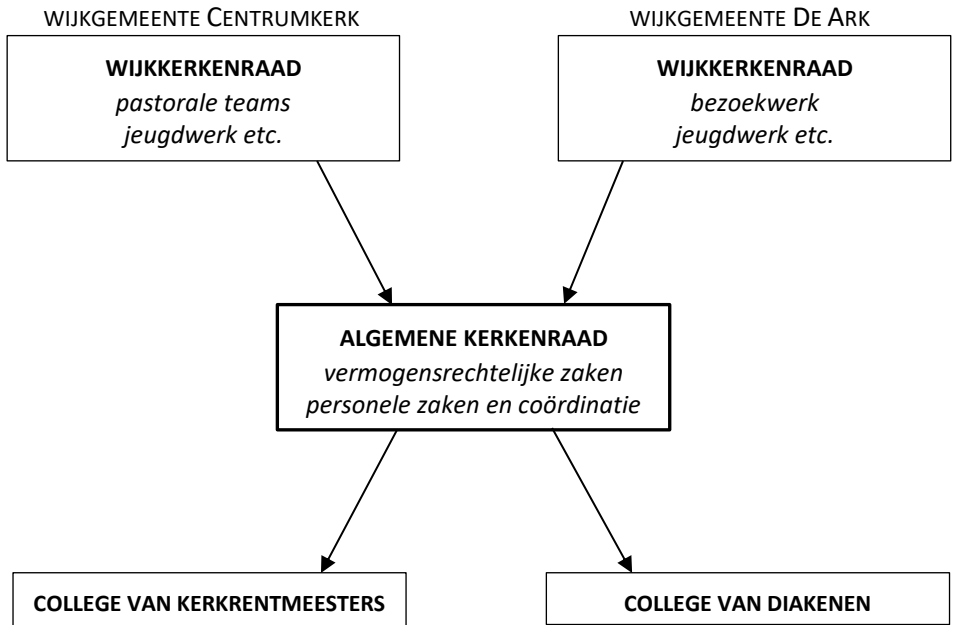 WIJKGEMEENTE CENTRUMKERK
WIJKKERKENRAAD
pastorale teams
jeugdwerk etc.
WIJKGEMEENTE DE ARK
WIJKKERKENRAAD
bezoekwerk
jeugdwerk etc.
ALGEMENE KERKENRAAD
vermogensrechtelijke zaken
personele zaken en coördinatie
COLLEGE VAN KERKRENTMEESTERS
COLLEGE VAN DIAKENEN